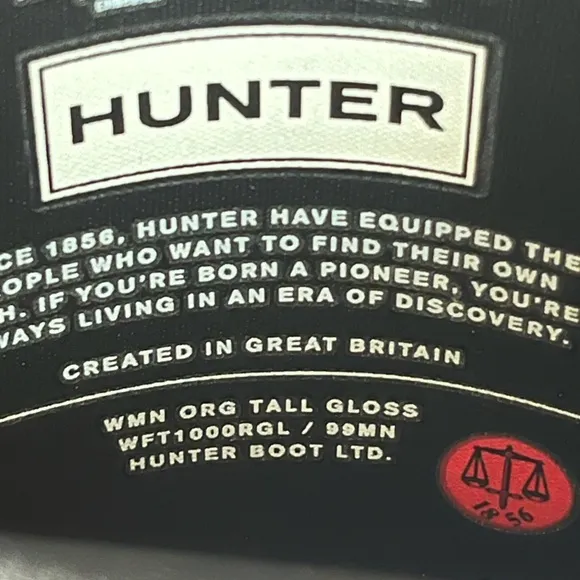 HUNTER
CE 1856, HUNTER HAVE EQUIPPED THE
OPLE WHO WANT TO FIND THEIR OWN
H. IF YOU'RE BORN A PIONEER, YOU'RE
WAYS LIVING IN AN ERA OF DISCOVERY.
CREATED IN GREAT BRITAIN
WMN ORG TALL GLOSS
WFT1000RGL / 99MN
HUNTER BOOT LTD.
1856